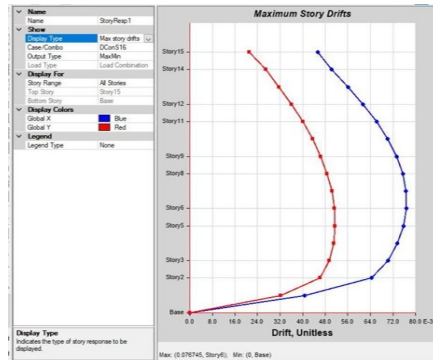 Name
Name StoryResp1
Show
Display Type Max story drifts
Case/Combo DConS16
Output Type MaxMin
Load Type Load Combination
Display For
Story Range All Stories
Top Story Story15
Bottom Story Base
Display Colors
Global X Blue
Global Y Red
Legend
Legend Type None
Display Type
Indicates the type of story response to be
displayed.
Maximum Story Drifts
Story15
Story14
Story12
Story11
Story9
Story8
Story6
Story5
Story3
Story2
Base
0.0 8.0 16.0 24.0 32.0 40.0 48.0 56.0 64.0 72.0 80.0 E-3
Drift, Unitless
Max: (0.076745, Story6); Min: (0, Base)